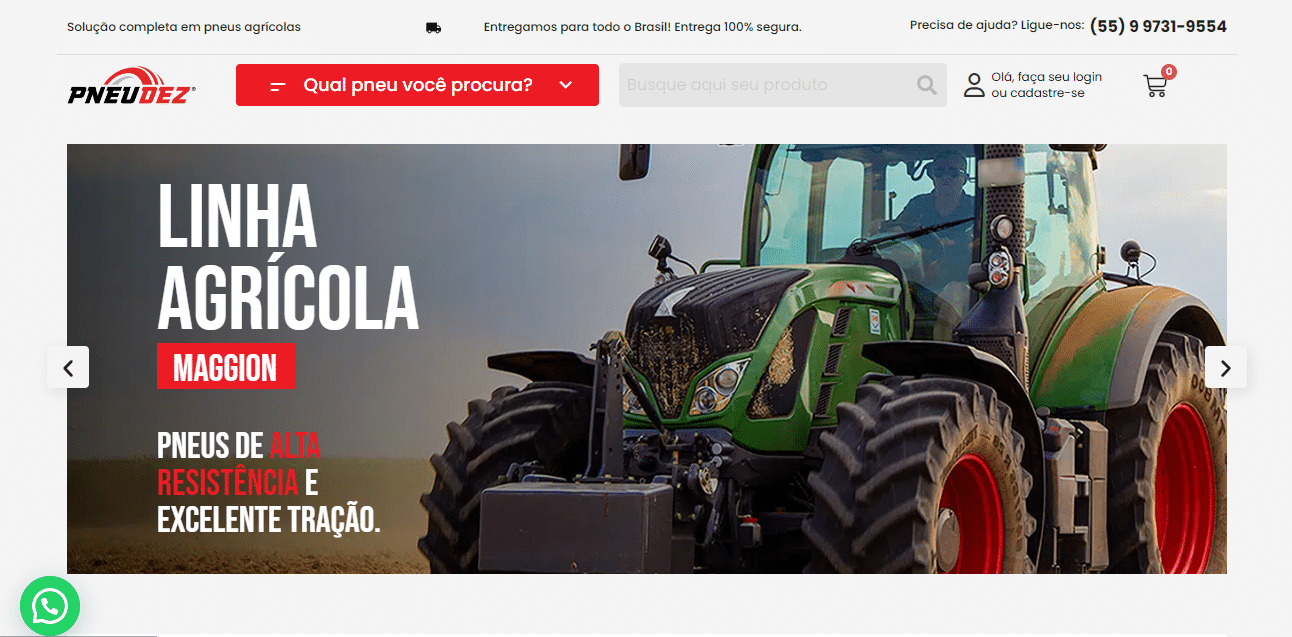 Solução completa em pneus agrícolas
Entregamos para todo o Brasil! Entrega 100% segura.
Precisa de ajuda? Ligue-nos: (55) 9 9731-9554
PNEUDEZ®
Qual pneu você procura?
Busque aqui seu produto
Olá, faça seu login
ou cadastre-se
0
LINHA
AGRÍCOLA
MAGGION
PNEUS DE ALTA
RESISTÊNCIA E
EXCELENTE TRAÇÃO.